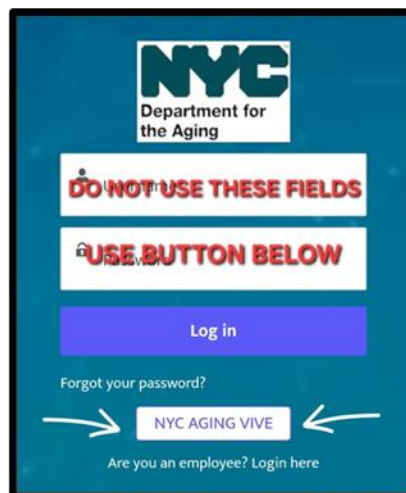 NYC
Department for
the Aging
DO NOT USE THESE FIELDS
USE BUTTON BELOW
Log in
Forgot your password?
NYC AGING VIVE
Are you an employee? Login here